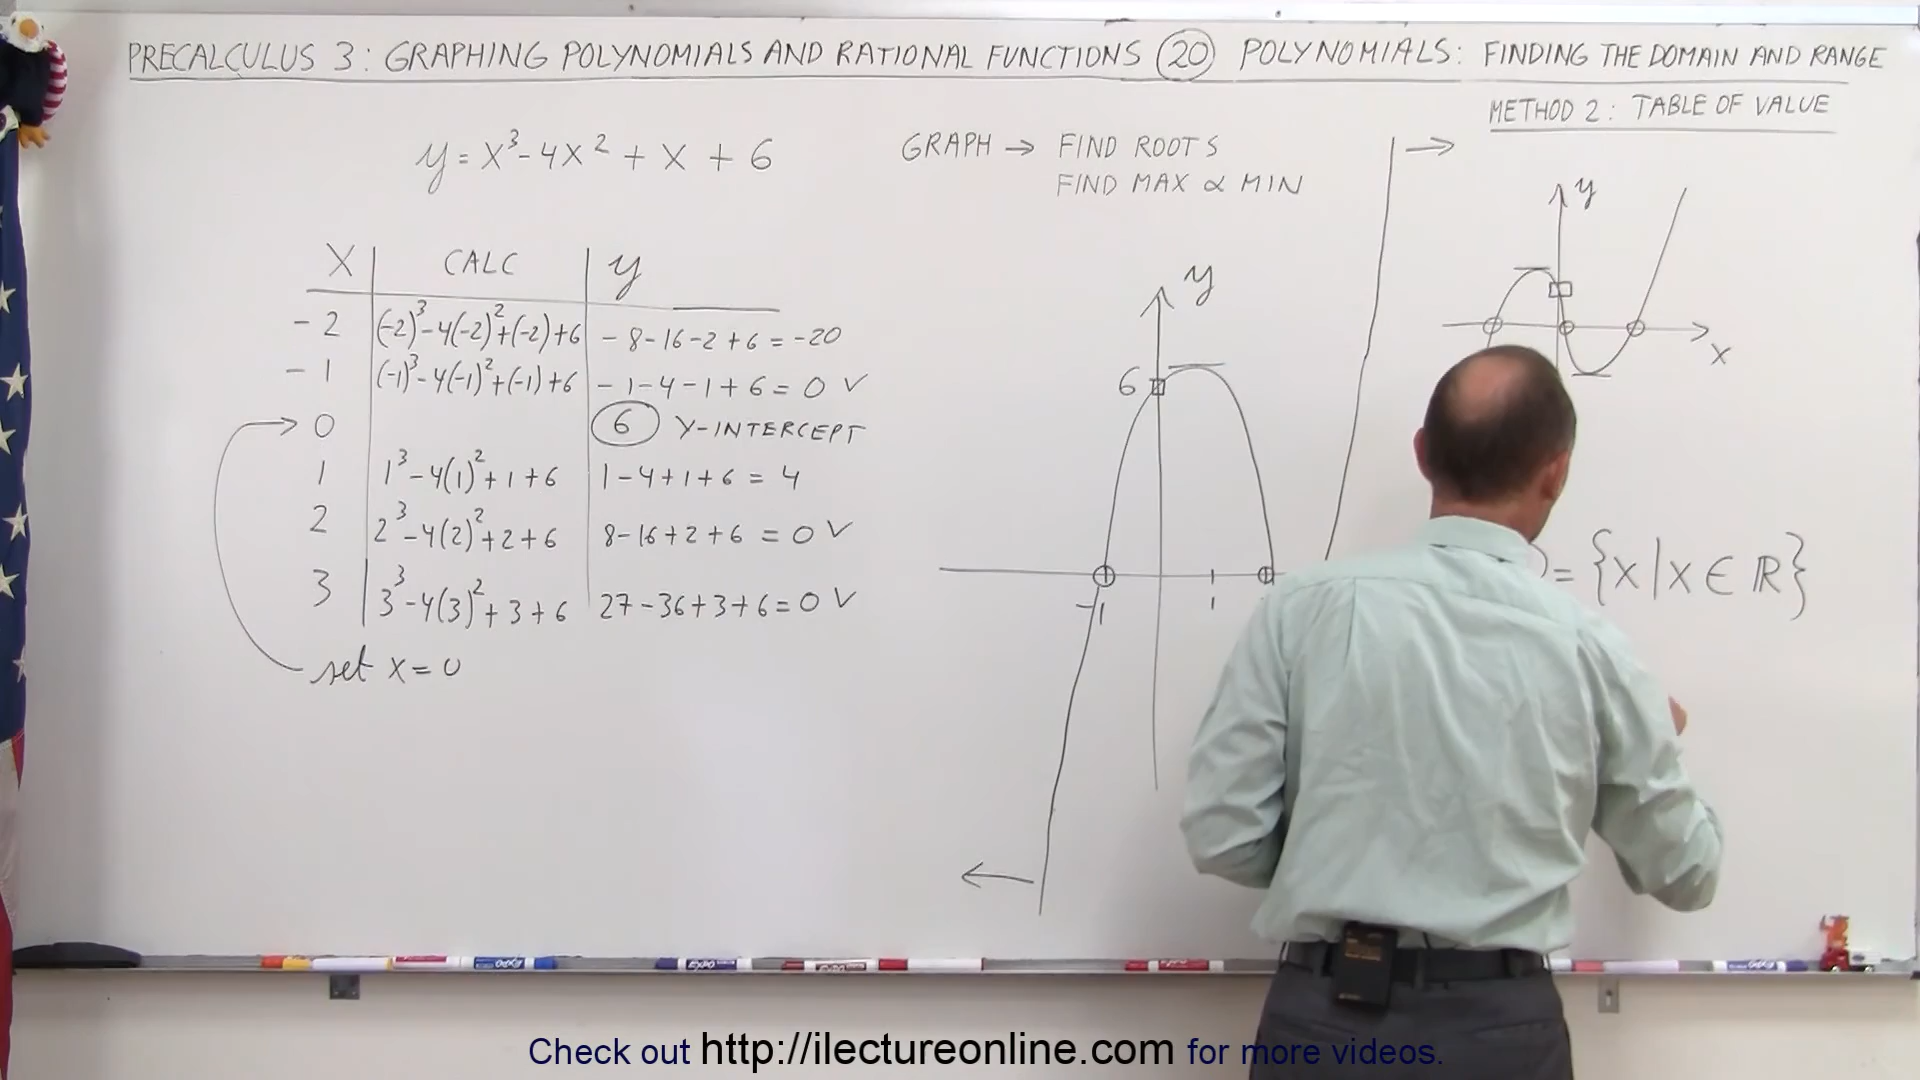 PRECALCULUS 3: GRAPHING POLYNOMIALS AND RATIONAL FUNCTIONS 20 POLYNOMIALS: FINDING THE DOMAIN AND RANGE
METHOD 2: TABLE OF VALUE
y = x³ - 4x² + x + 6
GRAPH → FIND ROOTS
FIND MAX & MIN
X CALC y
-2 (-2)³-4(-2)²+(-2)+6 -8-16-2+6=-20
-1 (-1)³-4(-1)²+(-1)+6 -1-4-1+6=0 ✓
0 6 Y-INTERCEPT
1 1³-4(1)²+1+6 1-4+1+6=4
2 2³-4(2)²+2+6 8-16+2+6=0 ✓
3 3³-4(3)²+3+6 27-36+3+6=0 ✓
set x=0
y
6
-1 1
y
x
= {x|x∈ℝ}
Check out http://ilectureonline.com for more videos.